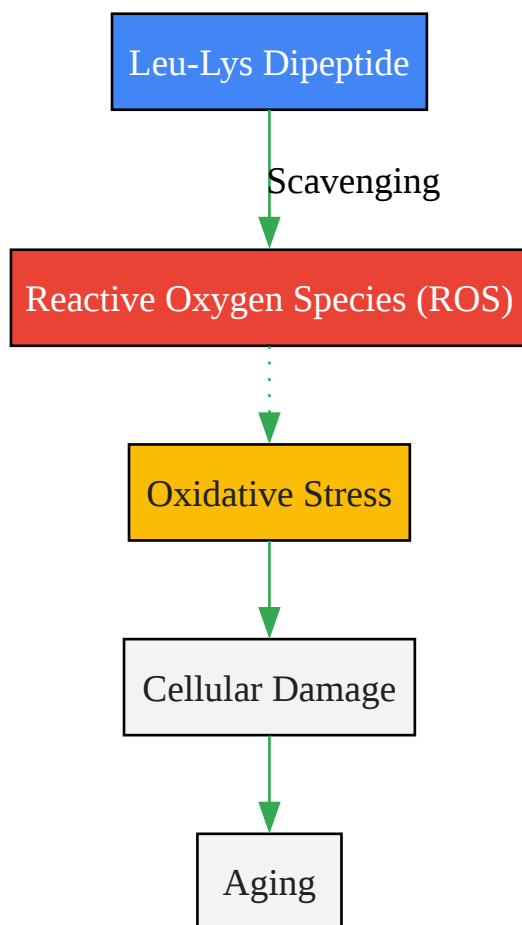 Leu-Lys Dipeptide
Scavenging
Reactive Oxygen Species (ROS)
Oxidative Stress
Cellular Damage
Aging